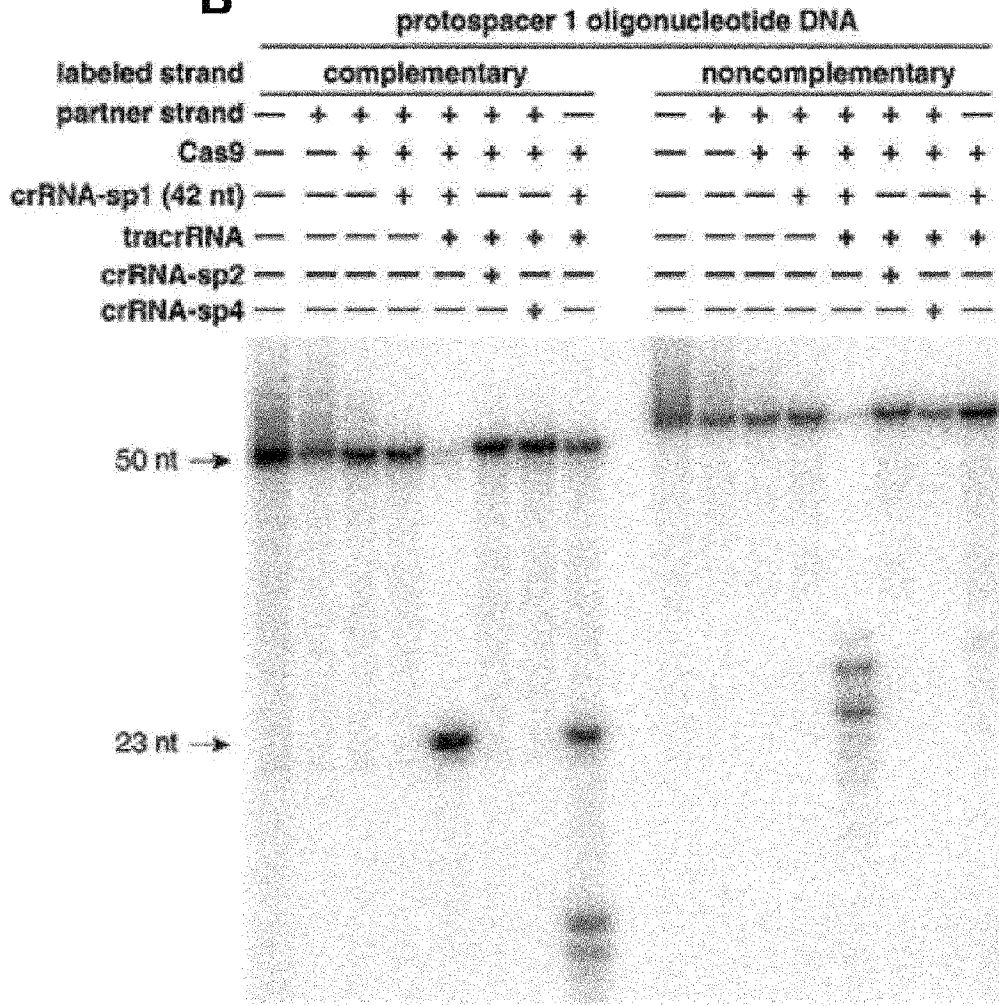 B
protospacer 1 oligonucleotide DNA
labeled strand complementary noncomplementary
partner strand — + + + + + + — — + + + + + + —
Cas9 — — + + + + + + — — + + + + + +
crRNA-sp1 (42 nt) — — — + + — — + — — — + + — — +
tracrRNA — — — — + + + + — — — — + + + +
crRNA-sp2 — — — — — + — — — — — — — + — —
crRNA-sp4 — — — — — — + — — — — — — — + —
50 nt →
23 nt →